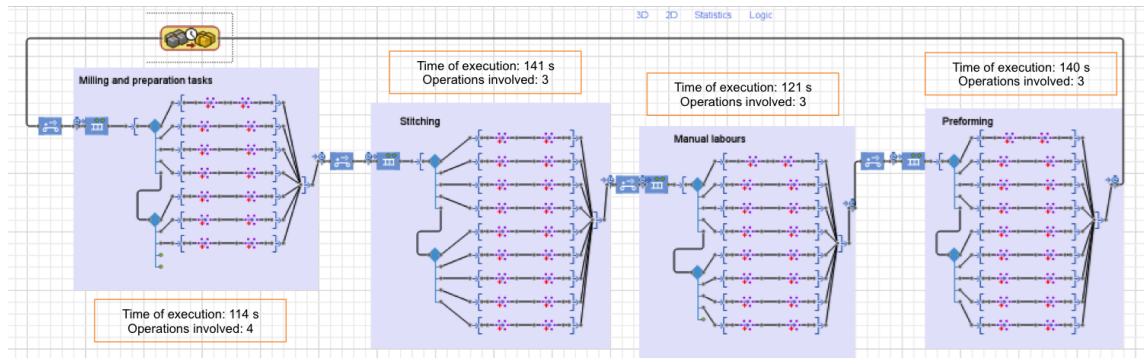 3D 2D Statistics Logic
Milling and preparation tasks
Time of execution: 114 s
Operations involved: 4
Time of execution: 141 s
Operations involved: 3
Stitching
Time of execution: 121 s
Operations involved: 3
Manual labours
Time of execution: 140 s
Operations involved: 3
Preforming